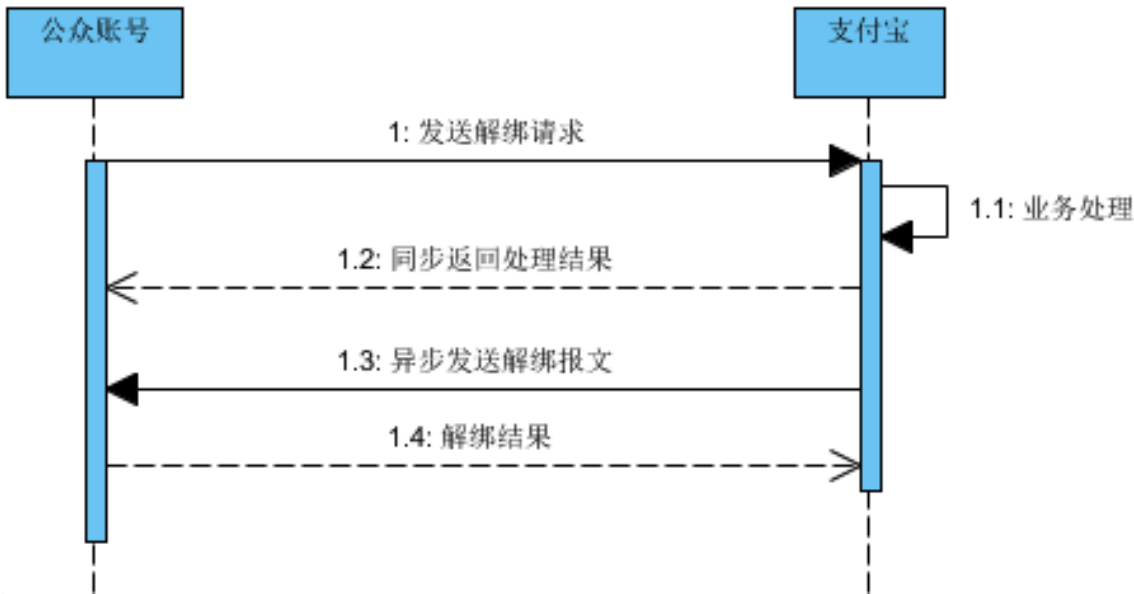 公众账号
支付宝
1: 发送解绑请求
1.1: 业务处理
1.2: 同步返回处理结果
1.3: 异步发送解绑报文
1.4: 解绑结果